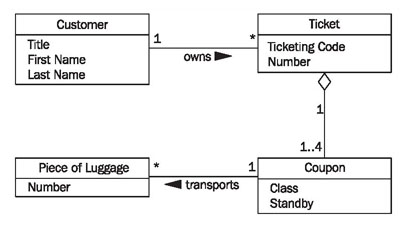 Customer
Title
First Name
Last Name
1
owns
*
Ticket
Ticketing Code
Number
1
1..4
Piece of Luggage
Number
*
transports
1
Coupon
Class
Standby